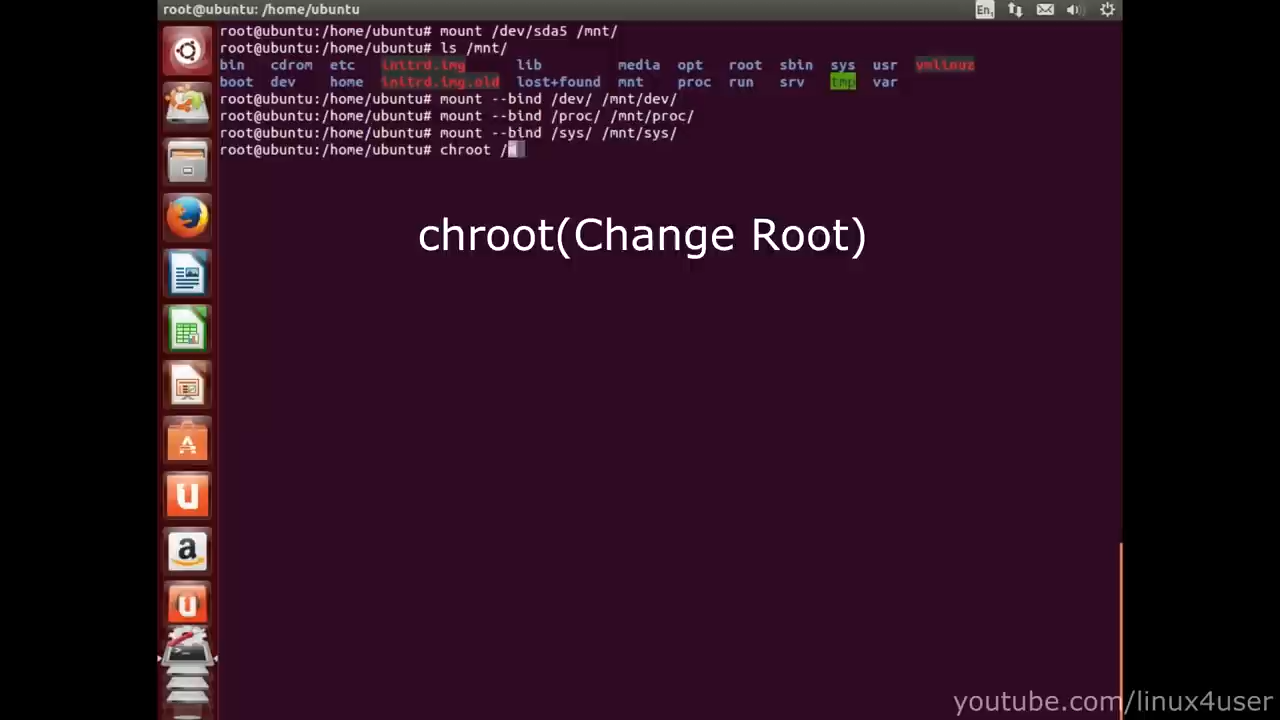 root@ubuntu: /home/ubuntu
En
root@ubuntu:/home/ubuntu# mount /dev/sda5 /mnt/
root@ubuntu:/home/ubuntu# ls /mnt/
bin cdrom etc initrd.img lib media opt root sbin sys usr vmlinuz
boot dev home initrd.img.old lost+found mnt proc run srv tmp var
root@ubuntu:/home/ubuntu# mount --bind /dev/ /mnt/dev/
root@ubuntu:/home/ubuntu# mount --bind /proc/ /mnt/proc/
root@ubuntu:/home/ubuntu# mount --bind /sys/ /mnt/sys/
root@ubuntu:/home/ubuntu# chroot /
chroot(Change Root)
youtube.com/linux4user